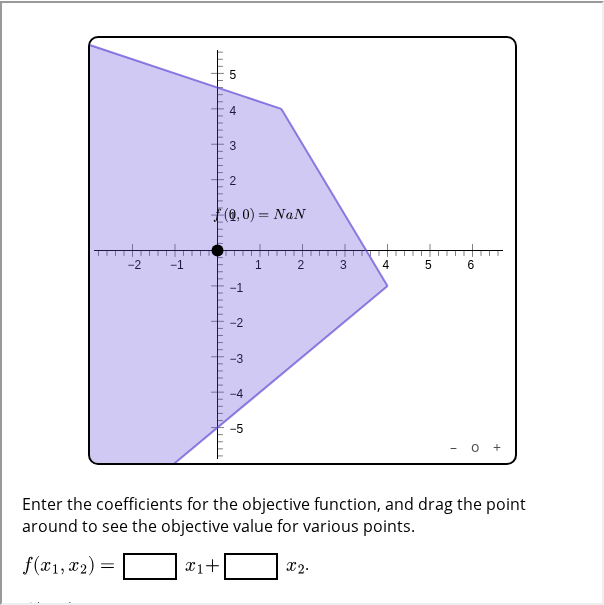 5
4
3
2
f(0,0) = NaN
1
−2 −1 1 2 3 4 5 6
−1
−2
−3
−4
−5
− o +
Enter the coefficients for the objective function, and drag the point
around to see the objective value for various points.
f(x₁, x₂) = x₁+ x₂.